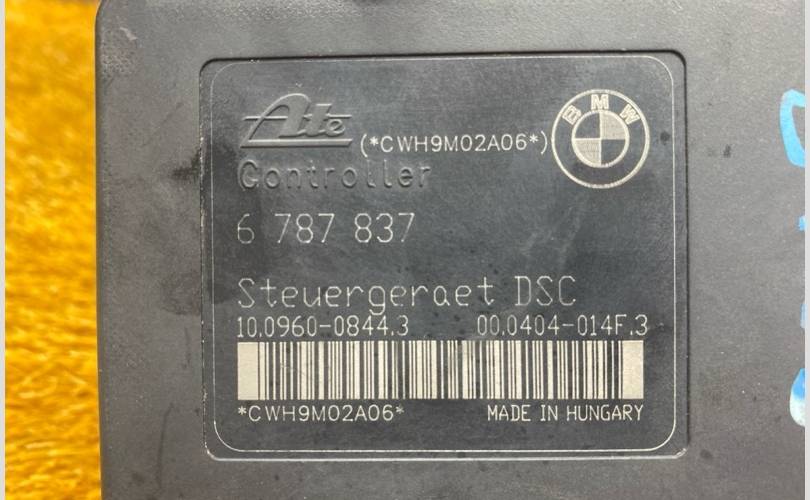 Ate
(*CWH9M02A06*)
BMW
Controller
6 787 837
Steuergeraet DSC
10.0960-0844.3 00.0404-014F.3
*CWH9M02A06* MADE IN HUNGARY